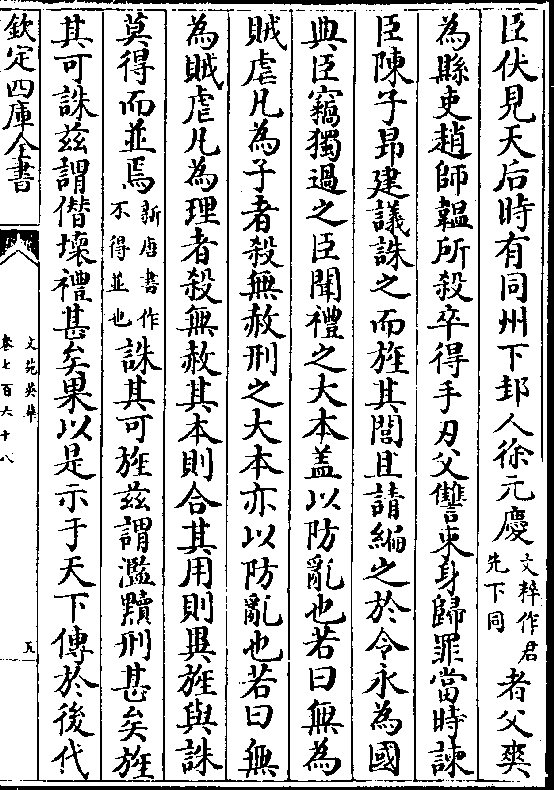 臣伏見天后時有同州下邽人徐元慶文粹作君先下同者父爽
為縣吏趙師韞所殺卒得手刃父讐束身歸罪當時諫
臣陳子昻建議誅之而旌其閭且請編之於令永為國
典臣竊獨過之臣聞禮之大本盖以防亂也若曰無為
賊虐凡為子者殺無赦刑之大本亦以防亂也若曰無
為賊虐凡為理者殺無赦其本則合其用則異旌與誅
莫得而並焉新唐書作不得並也誅其可旌兹謂濫黷刑甚矣旌
其可誅兹謂僭壞禮甚矣果以是示于天下傳於後代
欽定四庫全書
文苑英華
卷七百六十八
五